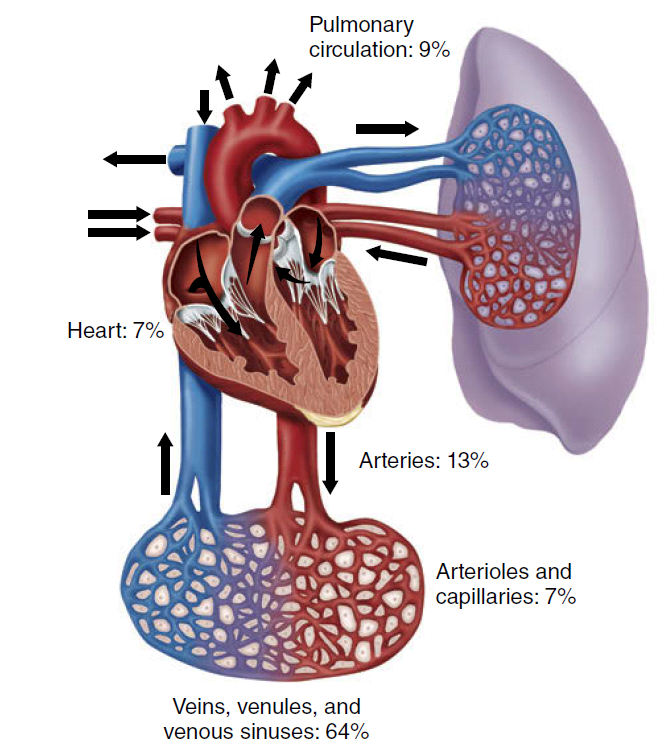 Pulmonary
circulation: 9%
Heart: 7%
Arteries: 13%
Arterioles and
capillaries: 7%
Veins, venules, and
venous sinuses: 64%